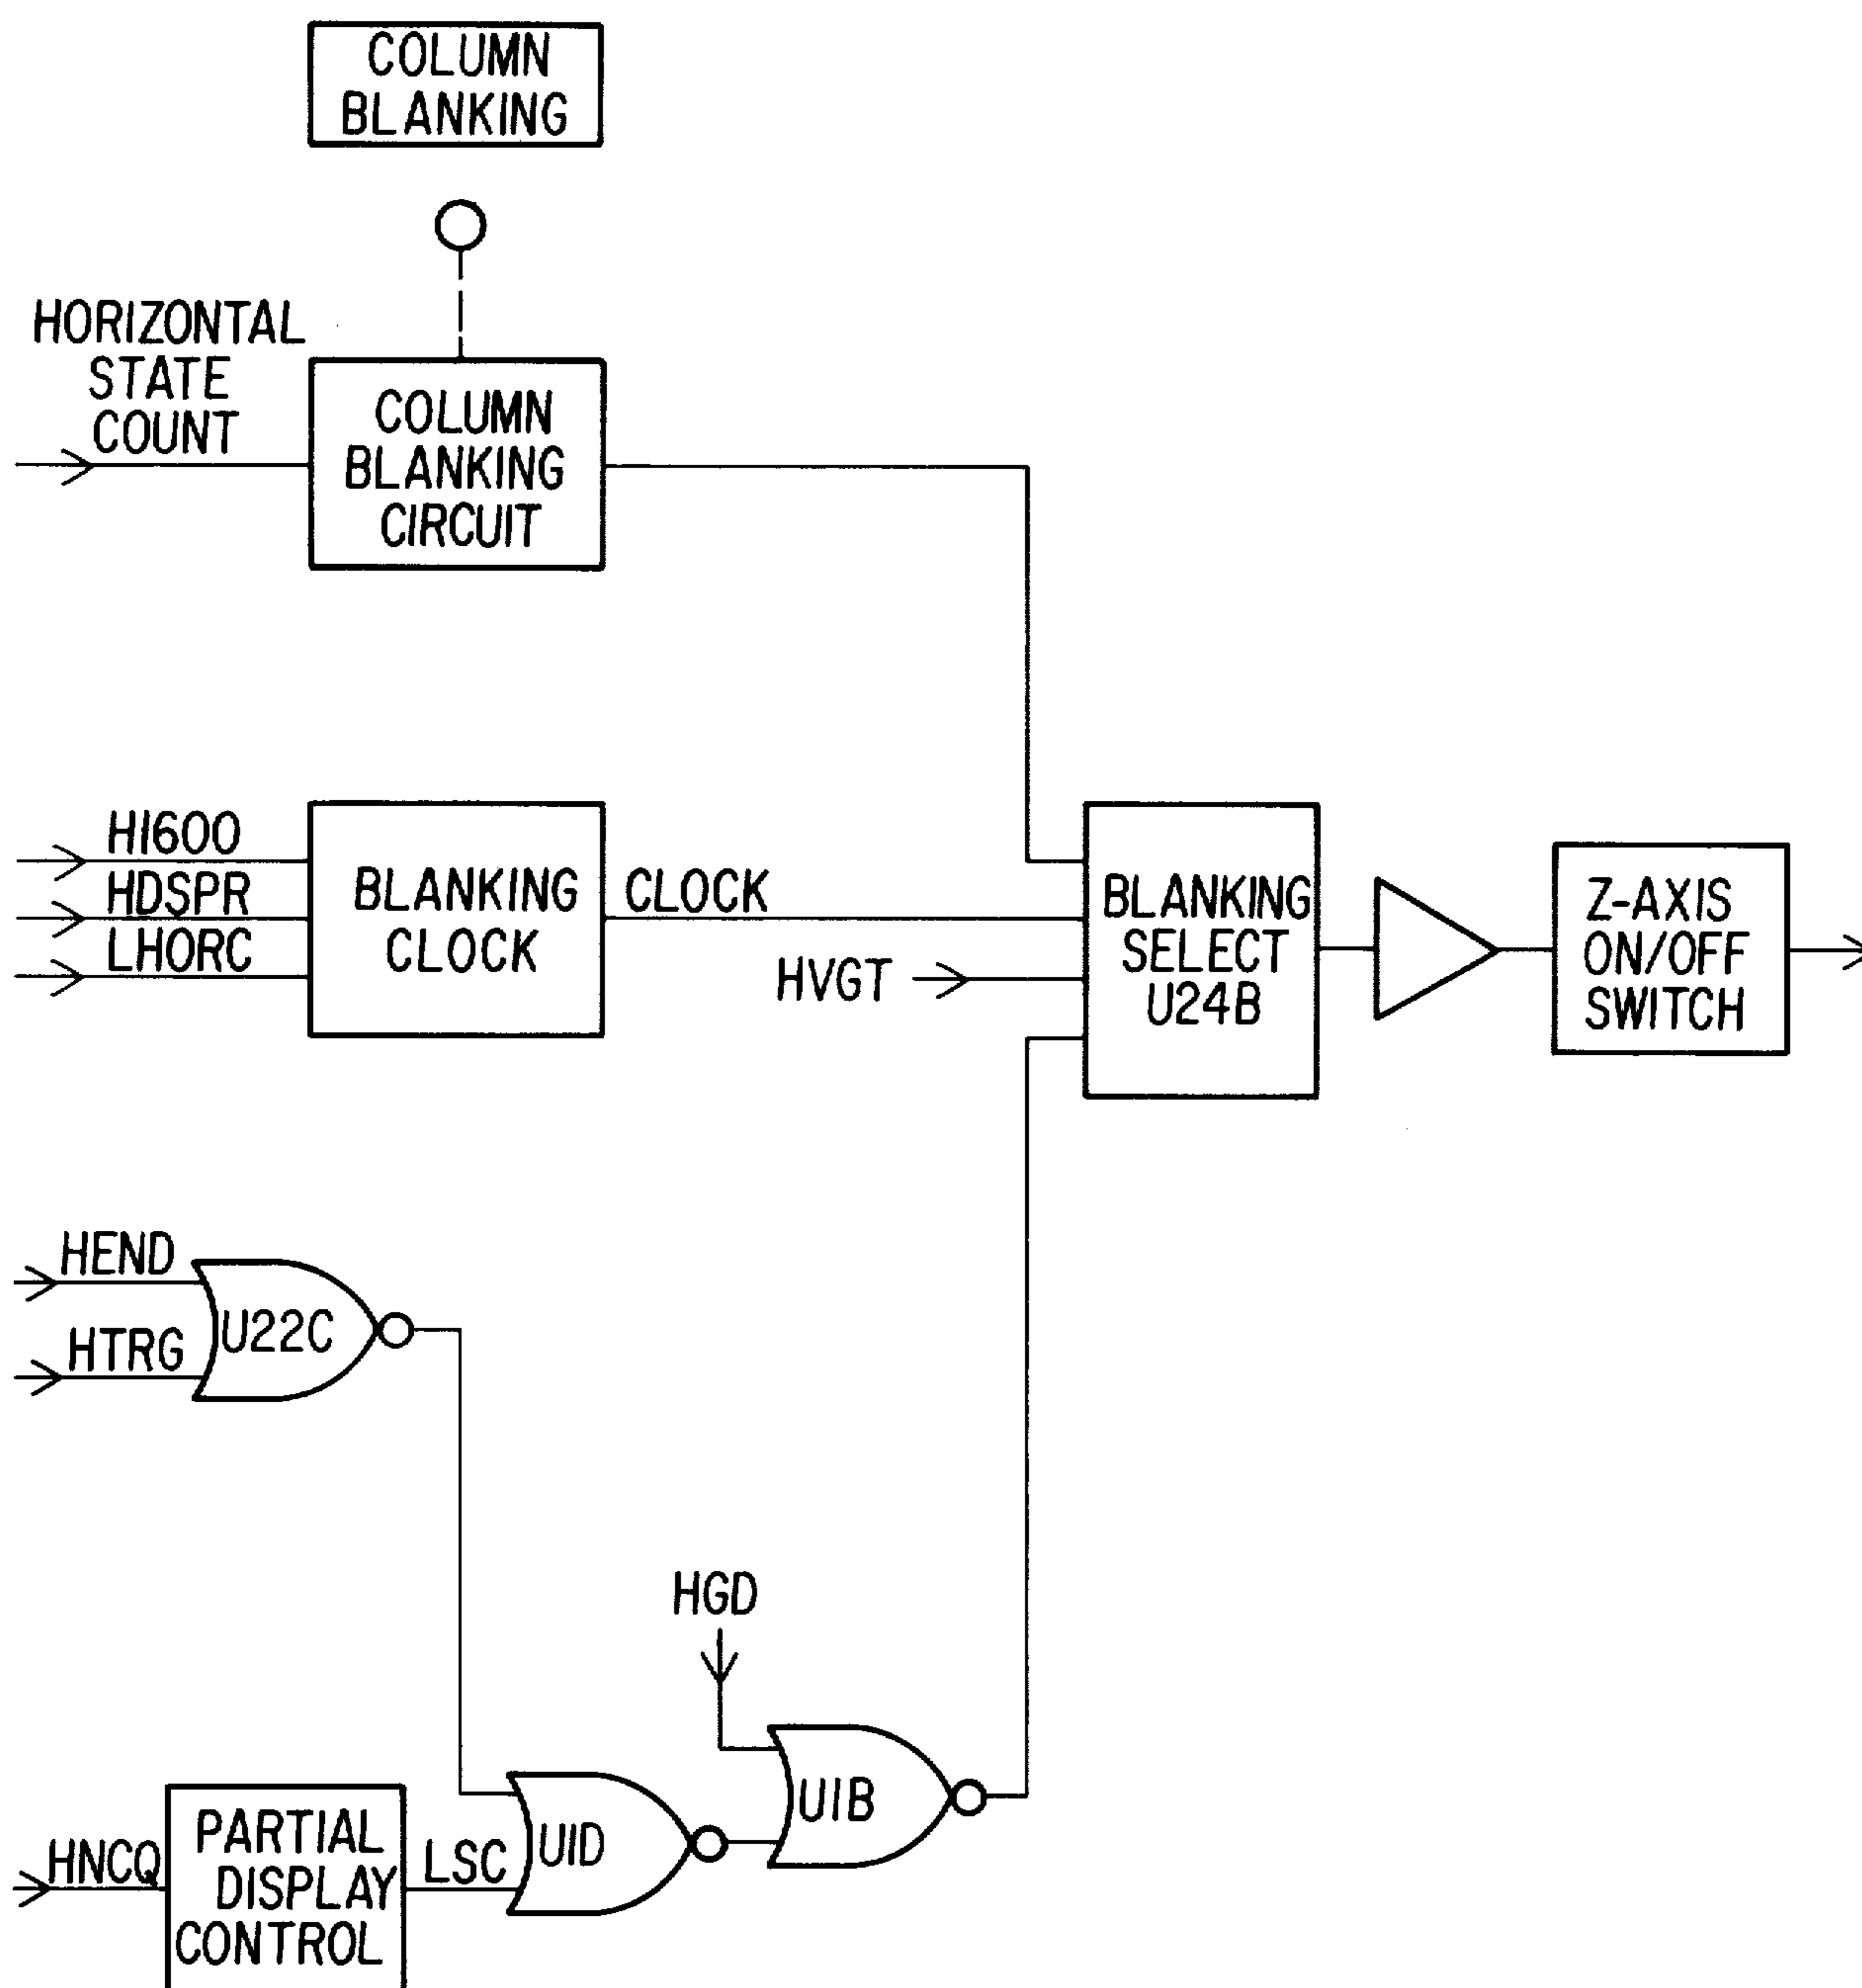 COLUMN
BLANKING
HORIZONTAL
STATE
COUNT
COLUMN
BLANKING
CIRCUIT
HI600
HDSPR
LHORC
BLANKING
CLOCK
CLOCK
HVGT
BLANKING
SELECT
U24B
Z-AXIS
ON/OFF
SWITCH
HEND
HTRG
U22C
HGD
HNCQ
PARTIAL
DISPLAY
CONTROL
LSC
UID
UIB